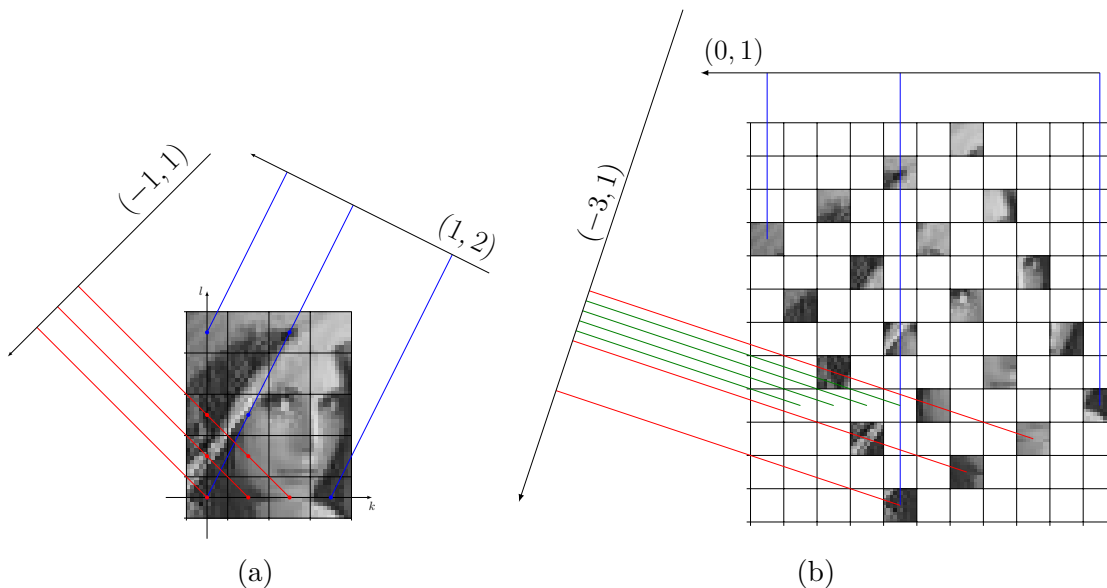 (−1, 1)
(1, 2)
l
k
(a)
(0, 1)
(−3, 1)
(b)